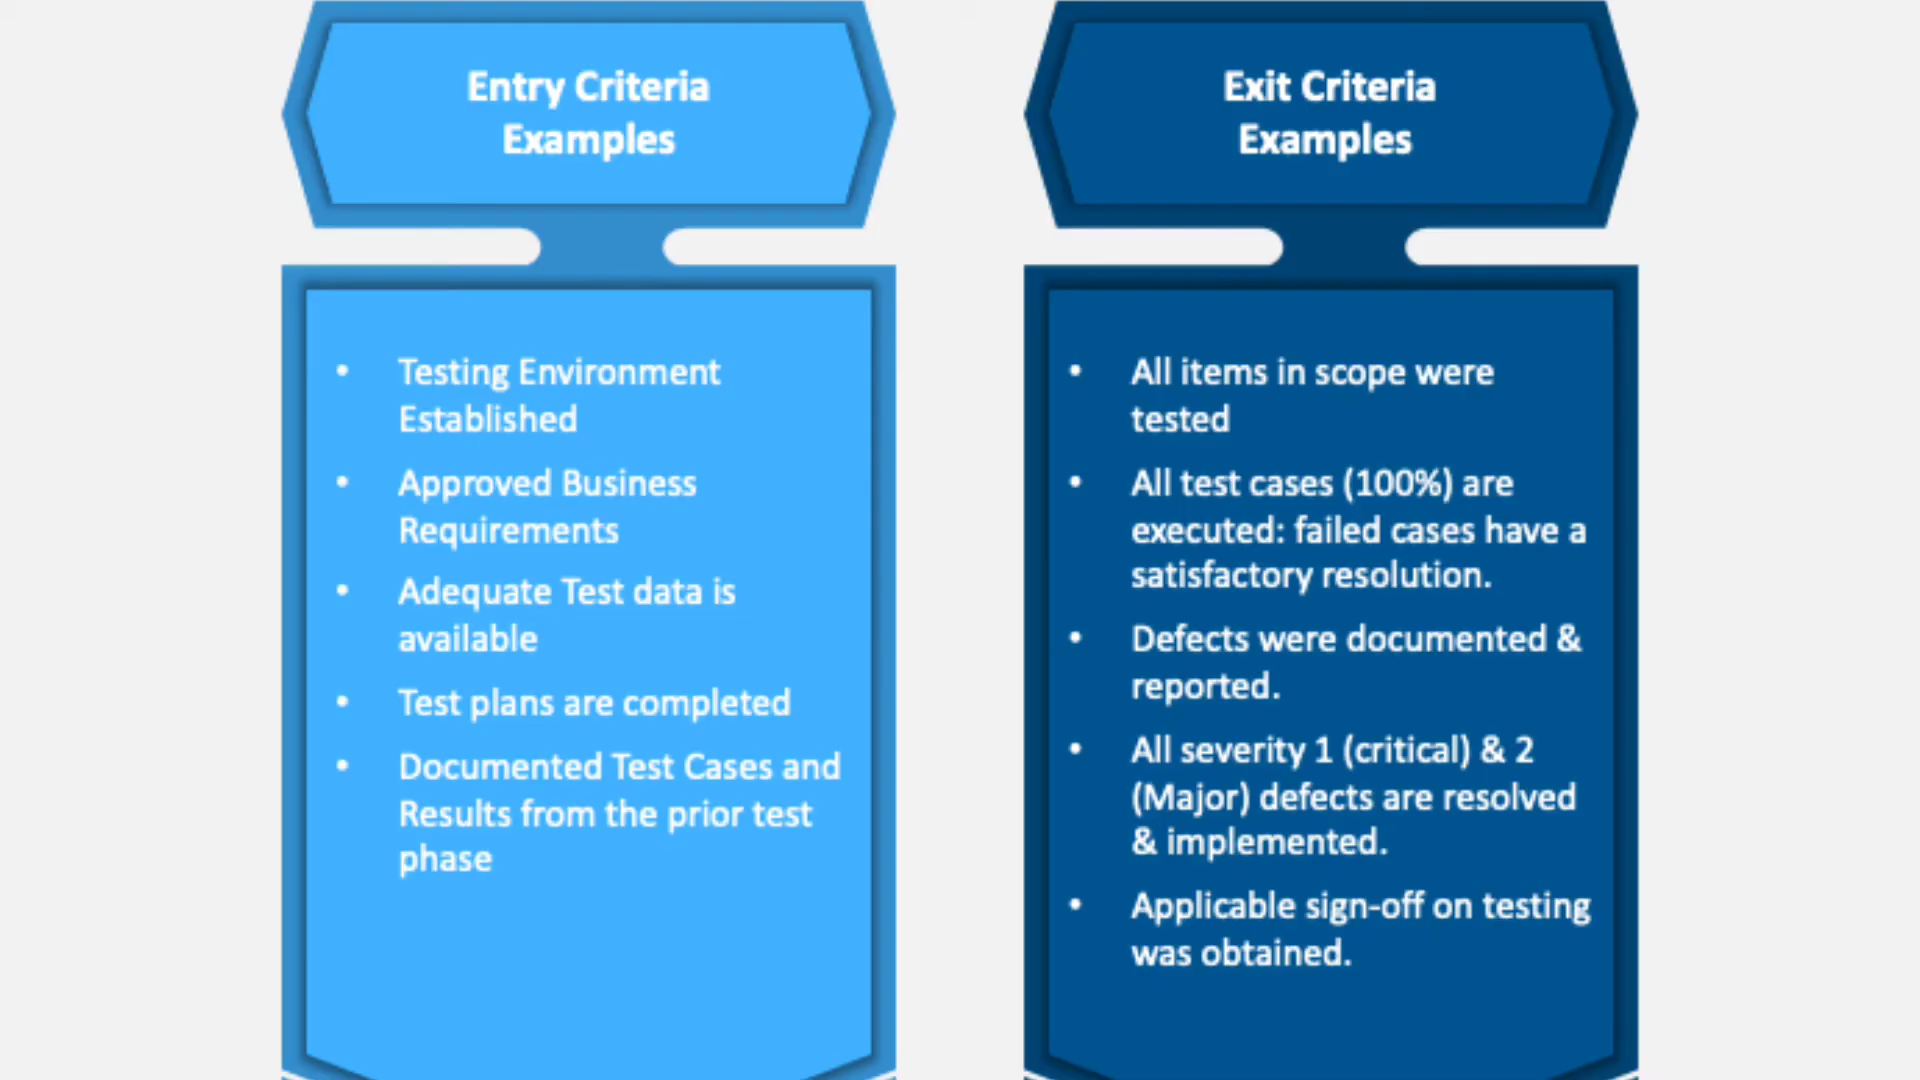 Entry Criteria
Examples
• Testing Environment
Established
• Approved Business
Requirements
• Adequate Test data is
available
• Test plans are completed
• Documented Test Cases and
Results from the prior test
phase
Exit Criteria
Examples
• All items in scope were
tested
• All test cases (100%) are
executed: failed cases have a
satisfactory resolution.
• Defects were documented &
reported.
• All severity 1 (critical) & 2
(Major) defects are resolved
& implemented.
• Applicable sign-off on testing
was obtained.